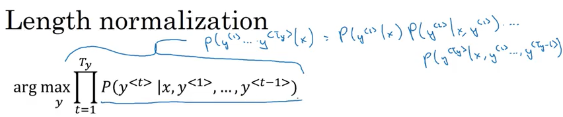 Length normalization
P(y^{<1>} ... y^{<T_y>} | x) = P(y^{<1>} | x) P(y^{<2>} | x, y^{<1>}) ...
P(y^{<T_y>} | x, y^{<1>}, ..., y^{<T_y-1>})
arg max_y ∏_{t=1}^{T_y} P(y^{<t>} | x, y^{<1>}, ..., y^{<t-1>})